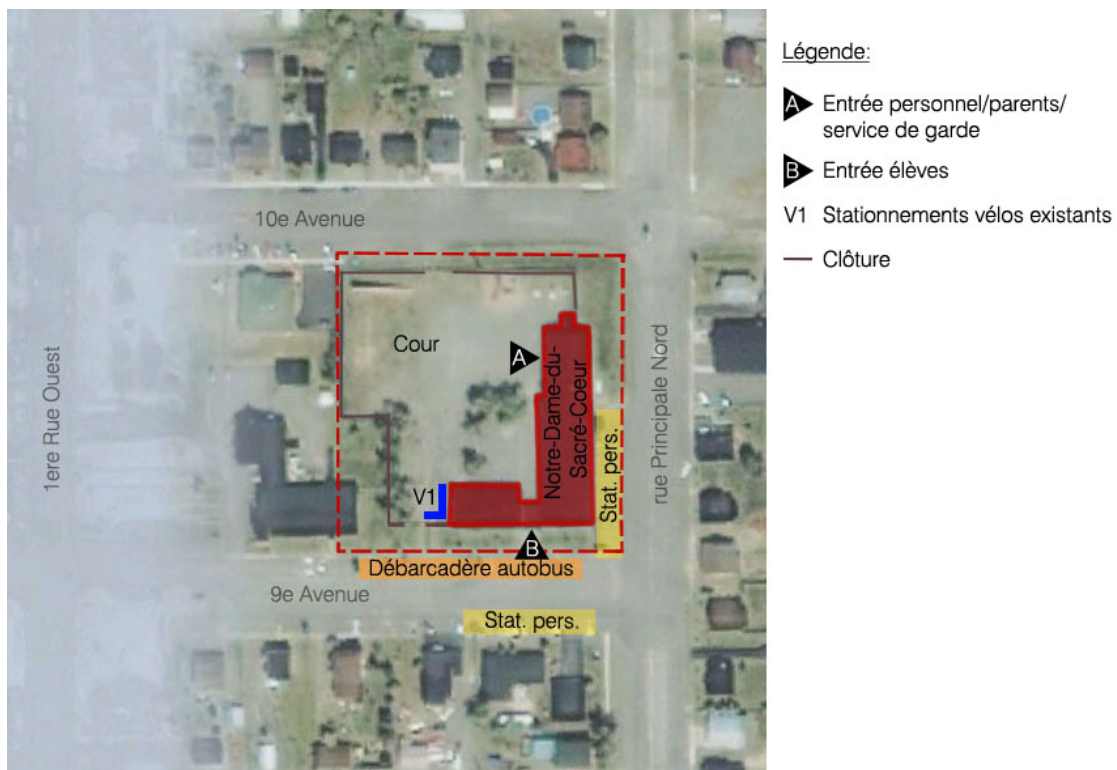 Légende:
A
Entrée personnel/parents/
service de garde
B
Entrée élèves
V1
Stationnements vélos existants
Clôture
10e Avenue
Cour
A
Notre-Dame-du-
Sacré-Coeur
rue Principale Nord
1ere Rue Ouest
Stat. pers.
V1
B
Débarcadère autobus
9e Avenue
Stat. pers.